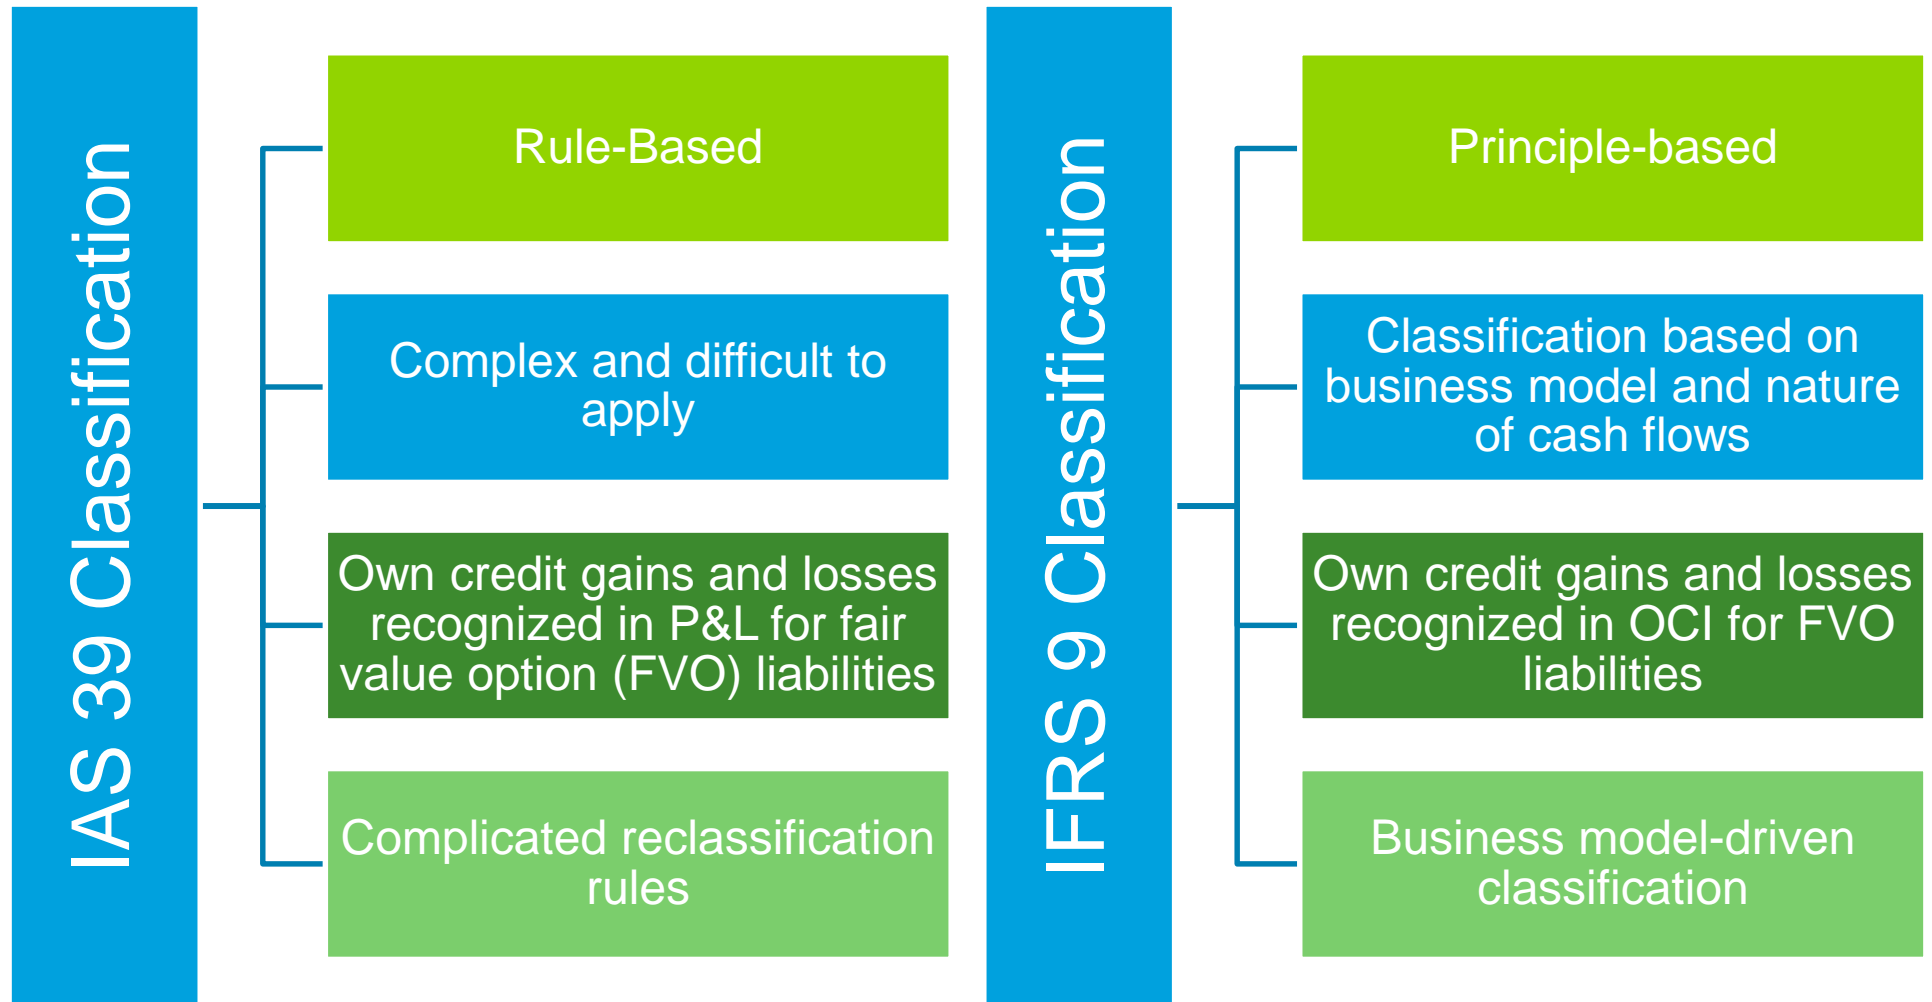 IAS 39 Classification
Rule-Based
Complex and difficult to
apply
Own credit gains and losses
recognized in P&L for fair
value option (FVO) liabilities
Complicated reclassification
rules
IFRS 9 Classification
Principle-based
Classification based on
business model and nature
of cash flows
Own credit gains and losses
recognized in OCI for FVO
liabilities
Business model-driven
classification